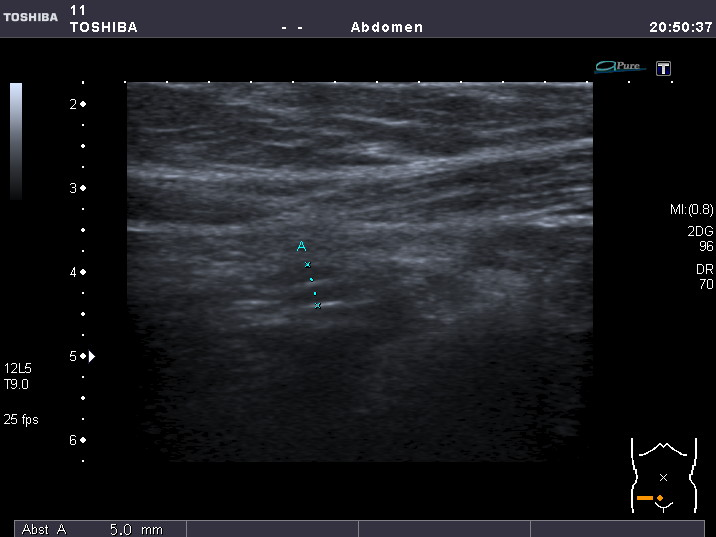 TOSHIBA
11
TOSHIBA
- -
Abdomen
20:50:37
aPure
T
2
3
A
4
5
6
MI:(0.8)
2DG
96
DR
70
12L5
T9.0
25 fps
Abst A 5.0 mm